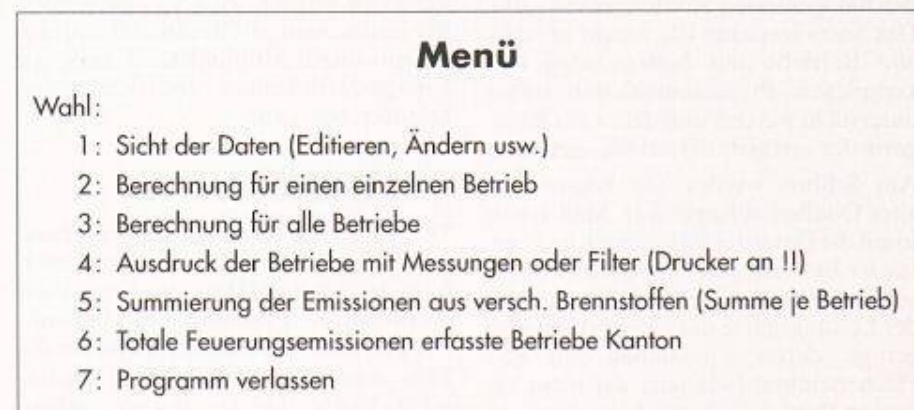 Menü
Wahl:
1: Sicht der Daten (Editieren, Ändern usw.)
2: Berechnung für einen einzelnen Betrieb
3: Berechnung für alle Betriebe
4: Ausdruck der Betriebe mit Messungen oder Filter (Drucker an !!)
5: Summierung der Emissionen aus versch. Brennstoffen (Summe je Betrieb)
6: Totale Feuerungsemissionen erfasste Betriebe Kanton
7: Programm verlassen